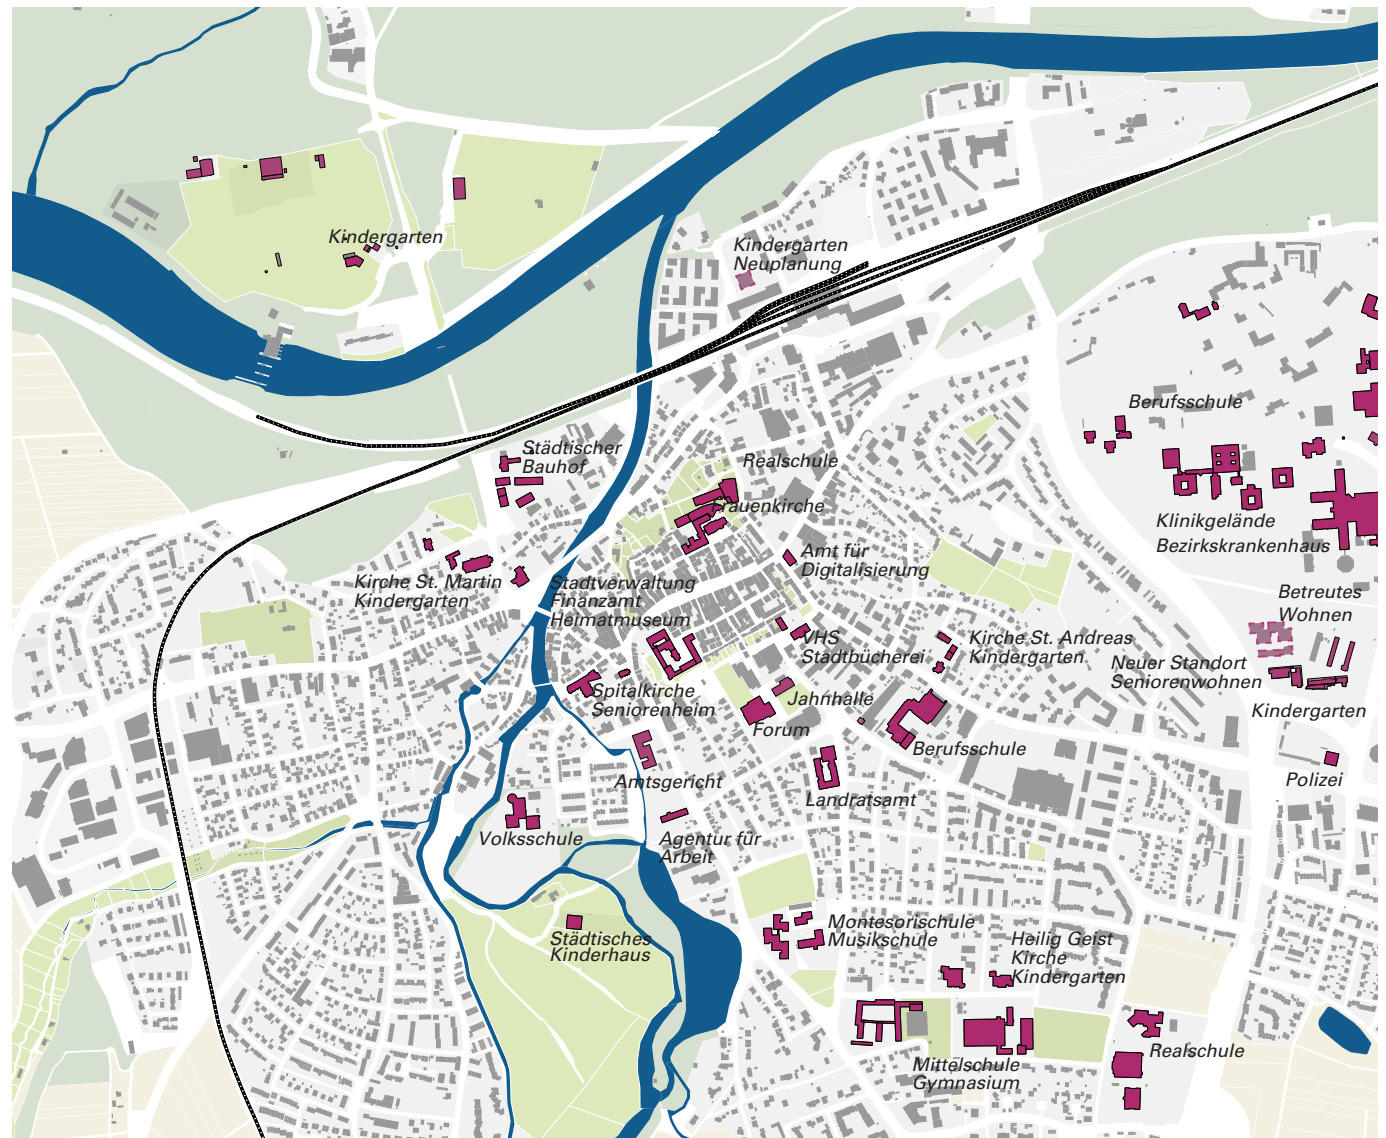 Kindergarten
Kindergarten
Neuplanung
Berufsschule
Städtischer
Bauhof
Realschule
Frauenkirche
Klinikgelände
Bezirkskrankenhaus
Amt für
Digitalisierung
Kirche St. Martin
Kindergarten
Stadtverwaltung
Finanzamt
Heimatmuseum
Betreutes
Wohnen
VHS
Stadtbücherei
Kirche St. Andreas
Kindergarten
Neuer Standort
Seniorenwohnen
Spitalkirche
Seniorenheim
Jahnhalle
Forum
Kindergarten
Berufsschule
Amtsgericht
Polizei
Landratsamt
Volksschule
Agentur für
Arbeit
Montesorischule
Musikschule
Städtisches
Kinderhaus
Heilig Geist
Kirche
Kindergarten
Realschule
Mittelschule
Gymnasium